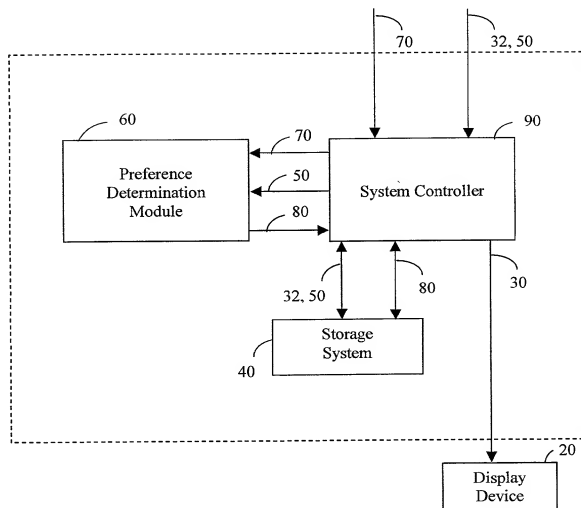 70
32, 50
60
90
70
Preference
Determination
Module
50
System Controller
80
32, 50
80
30
Storage
System
40
20
Display
Device